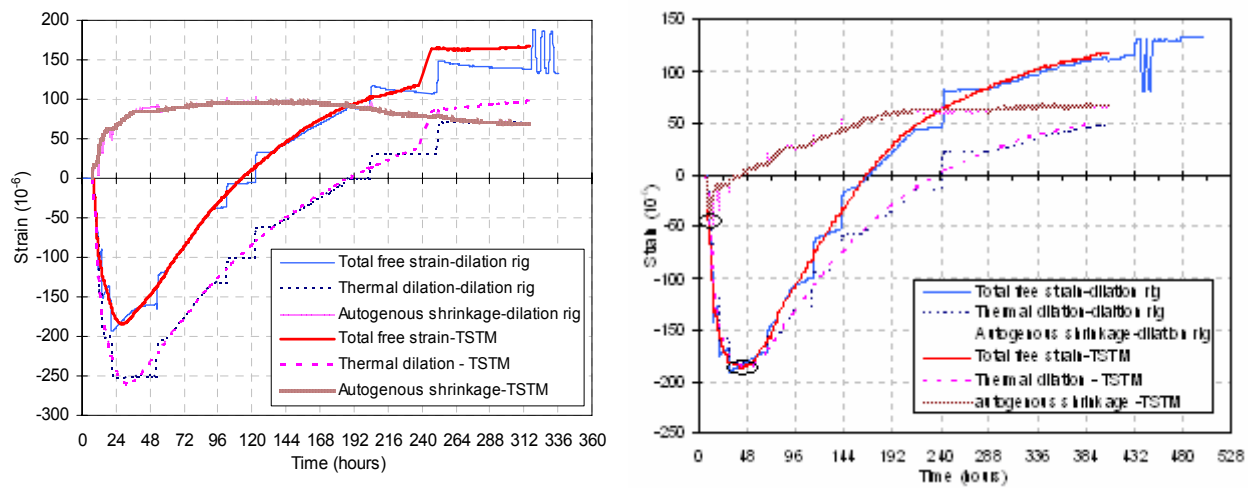 200
150
100
50
0
-50
-100
-150
-200
-250
-300
Strain (10⁻⁶)
Total free strain-dilation rig
Thermal dilation-dilation rig
Autogenous shrinkage-dilation rig
Total free strain-TSTM
Thermal dilation - TSTM
Autogenous shrinkage-TSTM
0 24 48 72 96 120 144 168 192 216 240 264 288 312 336 360
Time (hours)
150
100
50
0
-50
-100
-150
-200
-250
Strain (10⁻⁶)
Total free strain-dilation rig
Thermal dilation-dilation rig
Autogenous shrinkage-dilation rig
Total free strain-TSTM
Thermal dilation - TSTM
autogenous shrinkage -TSTM
0 48 96 144 192 240 288 336 384 432 480 528
Time (hours)